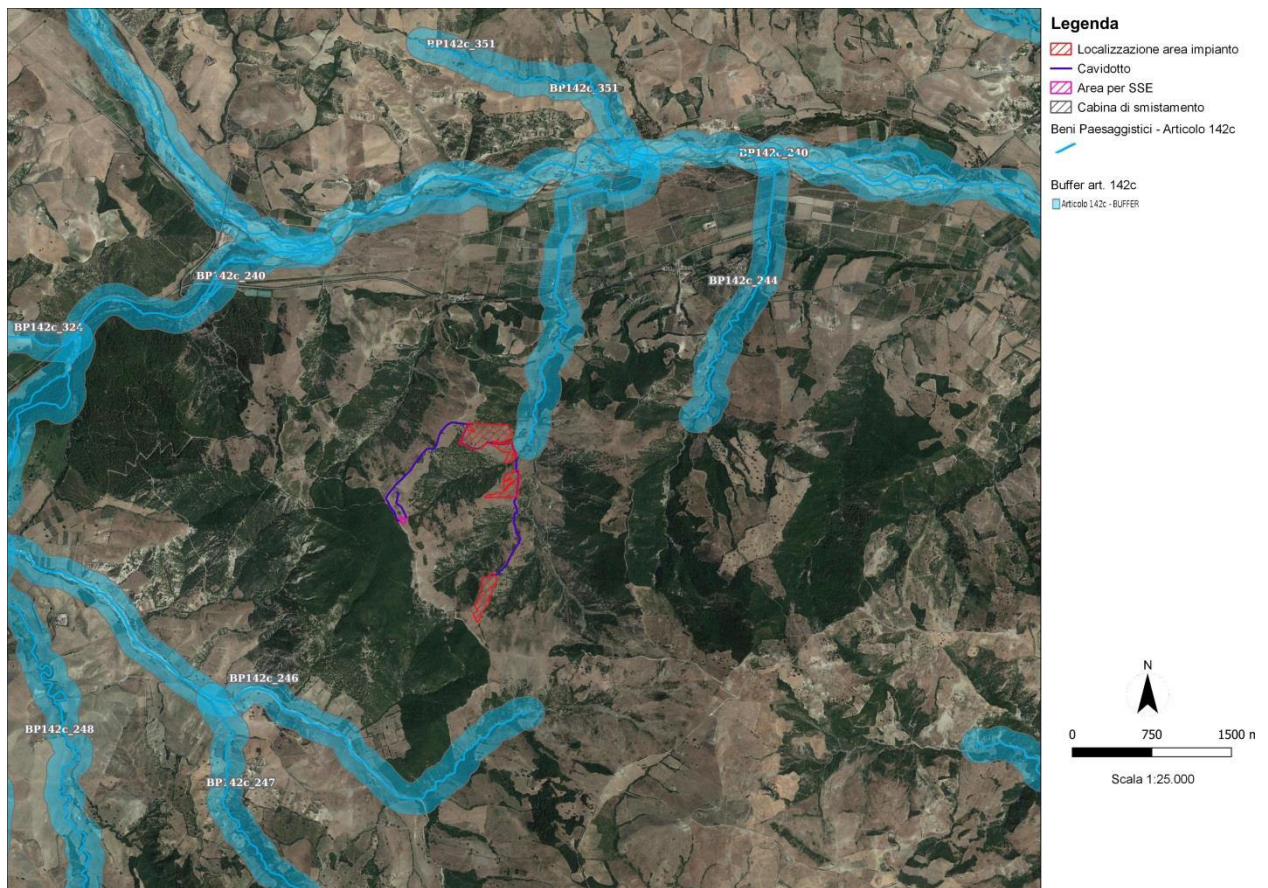 BP142c_351
BP142c_351
BP142c_240
BP142c_240
BP142c_244
BP142c_324
BP142c_246
BP142c_248
BP142c_247
Legenda
Localizzazione area impianto
Cavidotto
Area per SSE
Cabina di smistamento
Beni Paesaggistici - Articolo 142c
Buffer art. 142c
Articolo 142c - BUFFER
N
0 750 1500 n
Scala 1:25.000